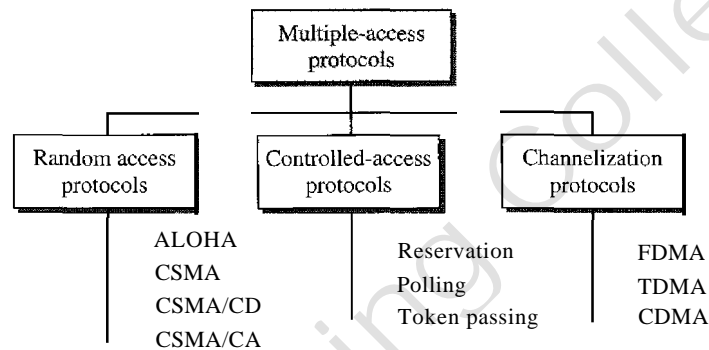 Multiple-access
protocols
Random access
protocols
Controlled-access
protocols
Channelization
protocols
ALOHA
CSMA
CSMA/CD
CSMA/CA
Reservation
Polling
Token passing
FDMA
TDMA
CDMA